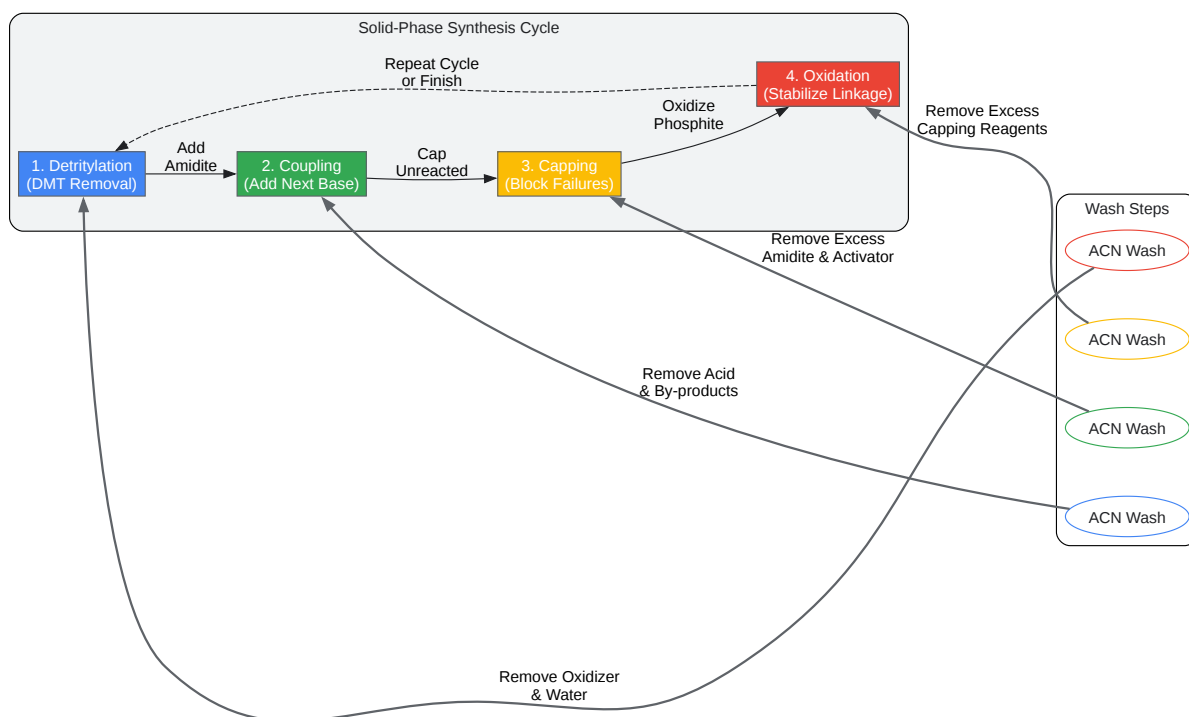 Solid-Phase Synthesis Cycle
Repeat Cycle
or Finish
4. Oxidation
(Stabilize Linkage)
Oxidize
Phosphite
Remove Excess
Capping Reagents
Add
Amidite
Cap
Unreacted
1. Detritylation
(DMT Removal)
2. Coupling
(Add Next Base)
3. Capping
(Block Failures)
Wash Steps
ACN Wash
Remove Excess
Amidite & Activator
ACN Wash
Remove Acid
& By-products
ACN Wash
ACN Wash
Remove Oxidizer
& Water